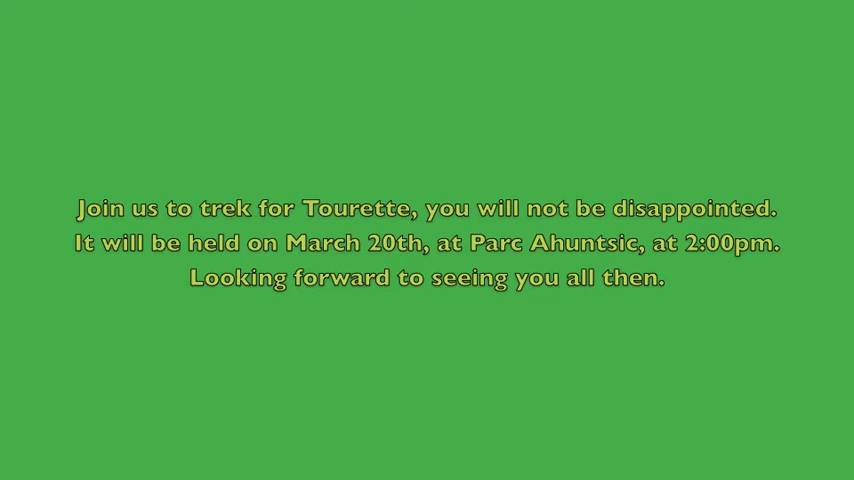 Join us to trek for Tourette, you will not be disappointed.
It will be held on March 20th, at Parc Ahuntsic, at 2:00pm.
Looking forward to seeing you all then.